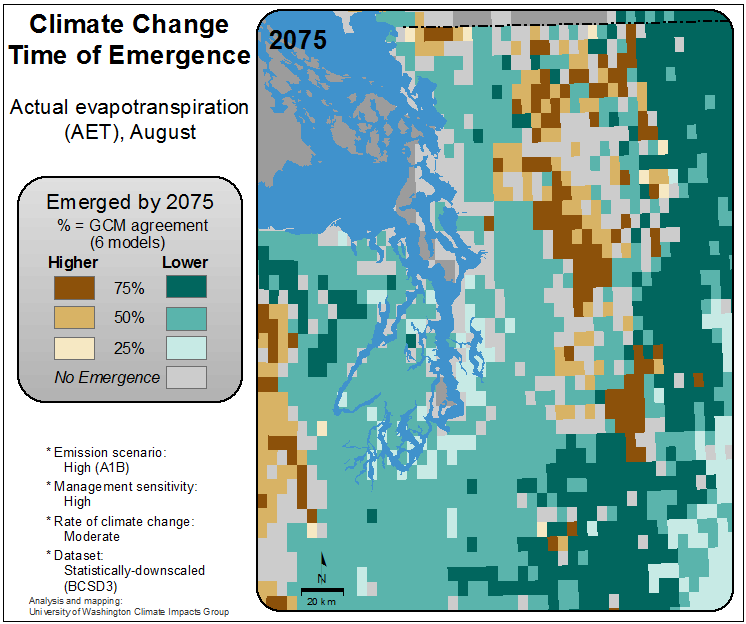 Climate Change
Time of Emergence
Actual evapotranspiration
(AET), August
Emerged by 2075
% = GCM agreement
(6 models)
Higher Lower
75%
50%
25%
No Emergence
* Emission scenario:
High (A1B)
* Management sensitivity:
High
* Rate of climate change:
Moderate
* Dataset:
Statistically-downscaled
(BCSD3)
Analysis and mapping:
University of Washington Climate Impacts Group
2075
N
20 km